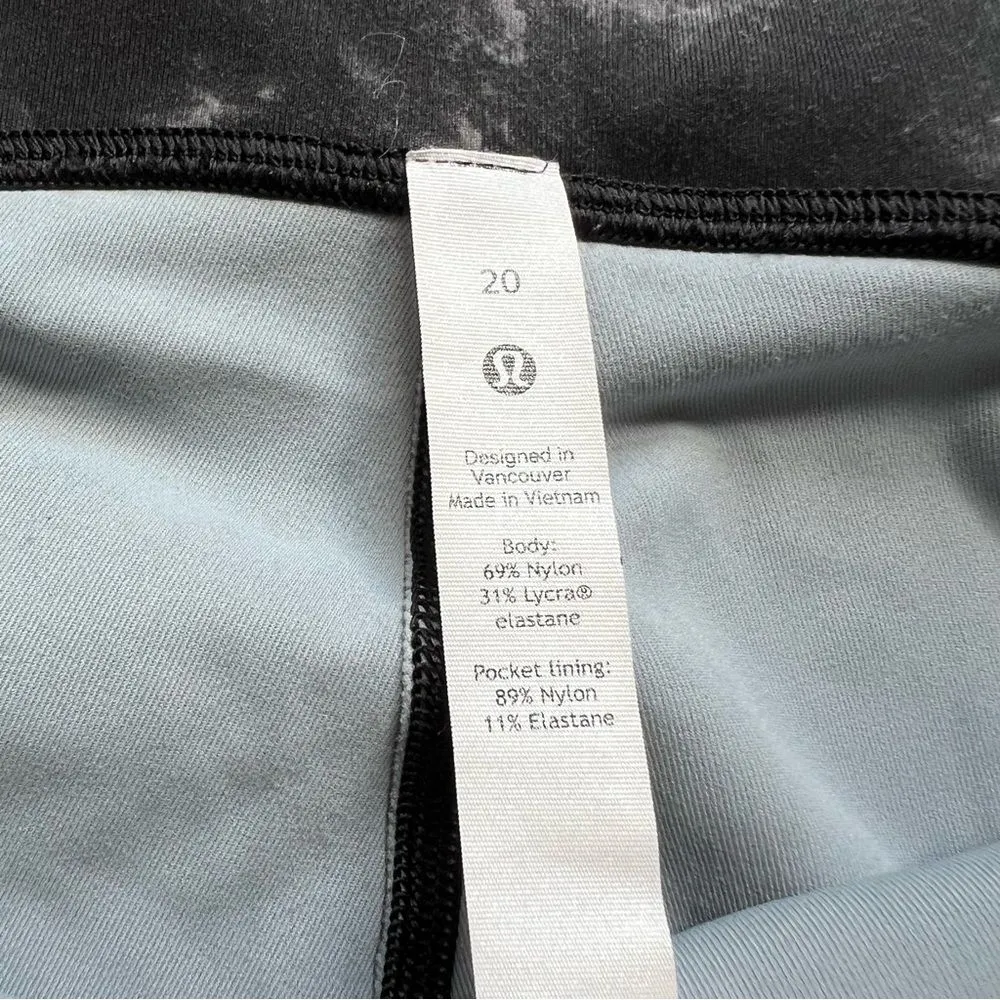 20
Designed in
Vancouver
Made in Vietnam
Body:
69% Nylon
31% Lycra®
elastane
Pocket lining:
89% Nylon
11% Elastane